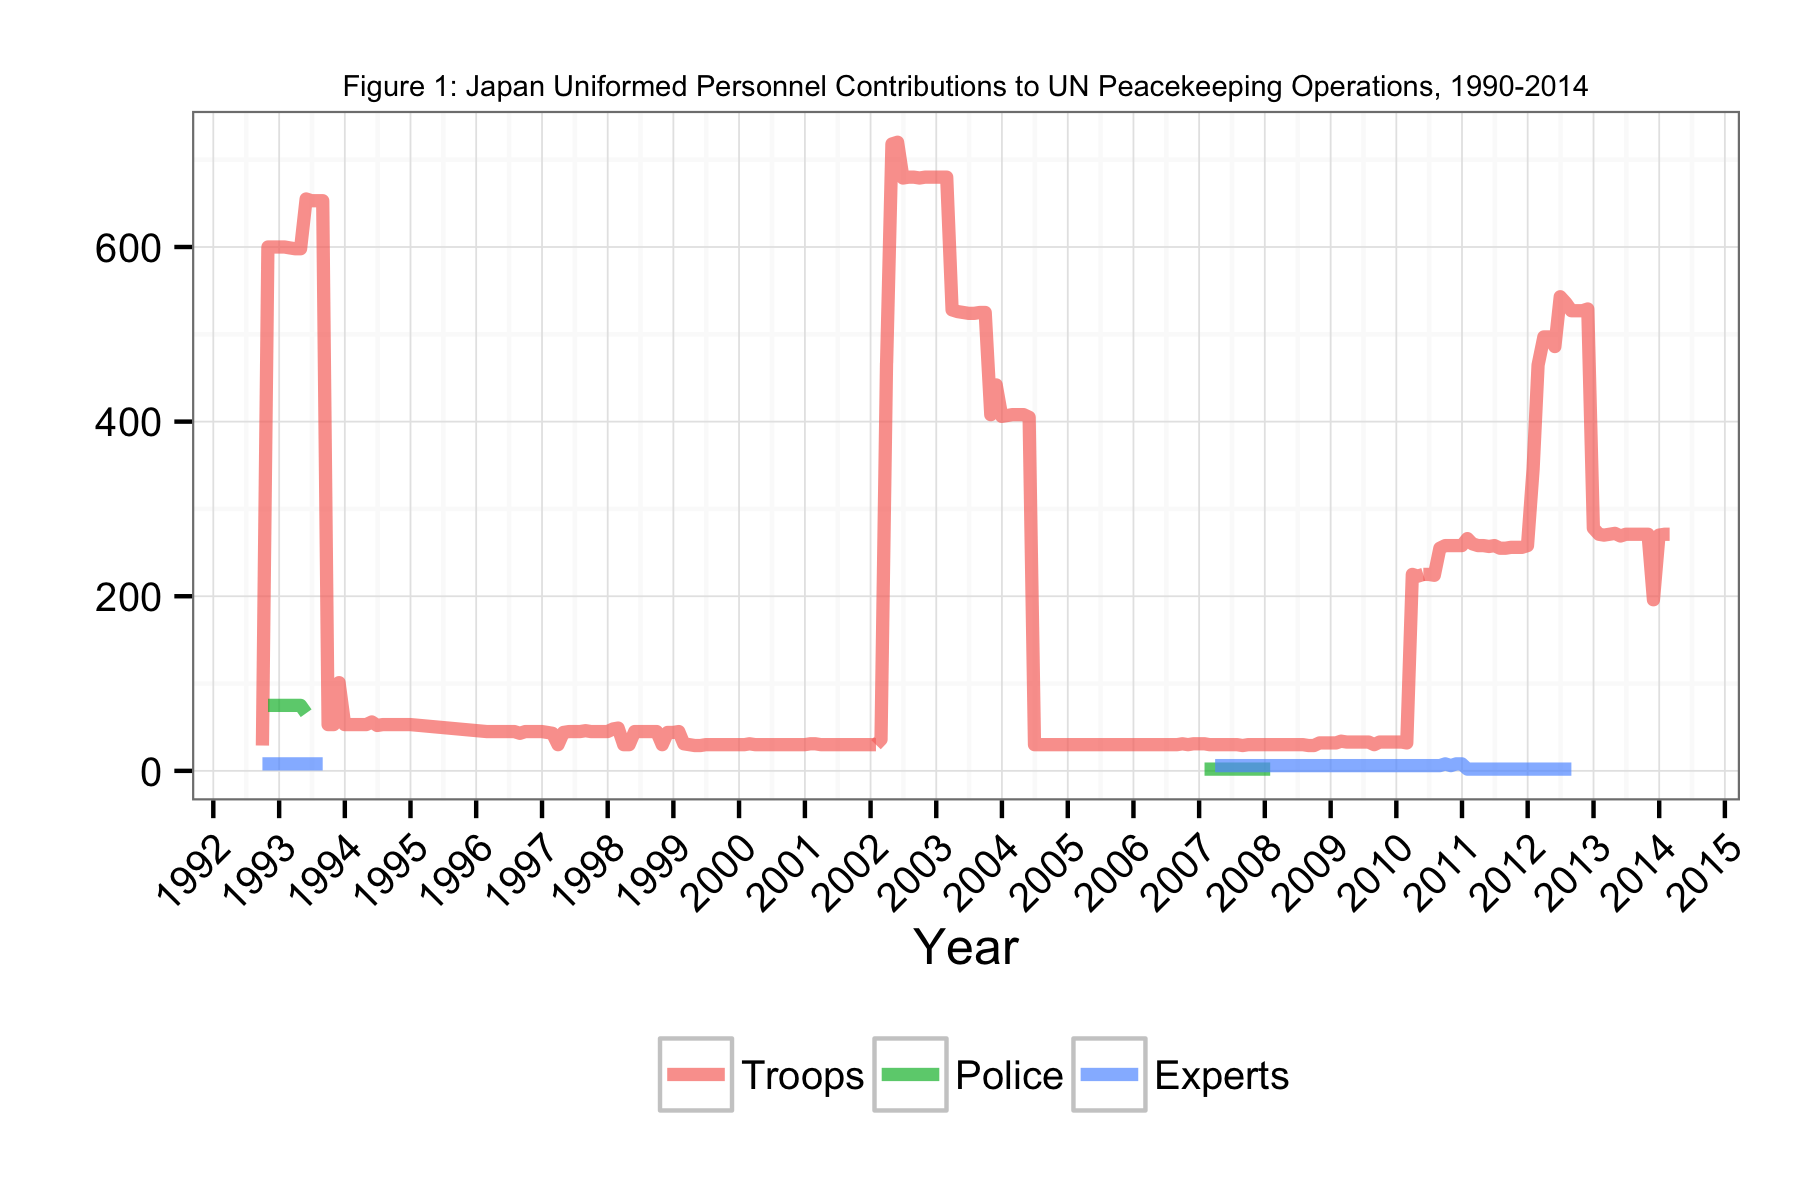 Figure 1: Japan Uniformed Personnel Contributions to UN Peacekeeping Operations, 1990-2014
600
400
200
0
1992 1993 1994 1995 1996 1997 1998 1999 2000 2001 2002 2003 2004 2005 2006 2007 2008 2009 2010 2011 2012 2013 2014 2015
Year
Troops Police Experts